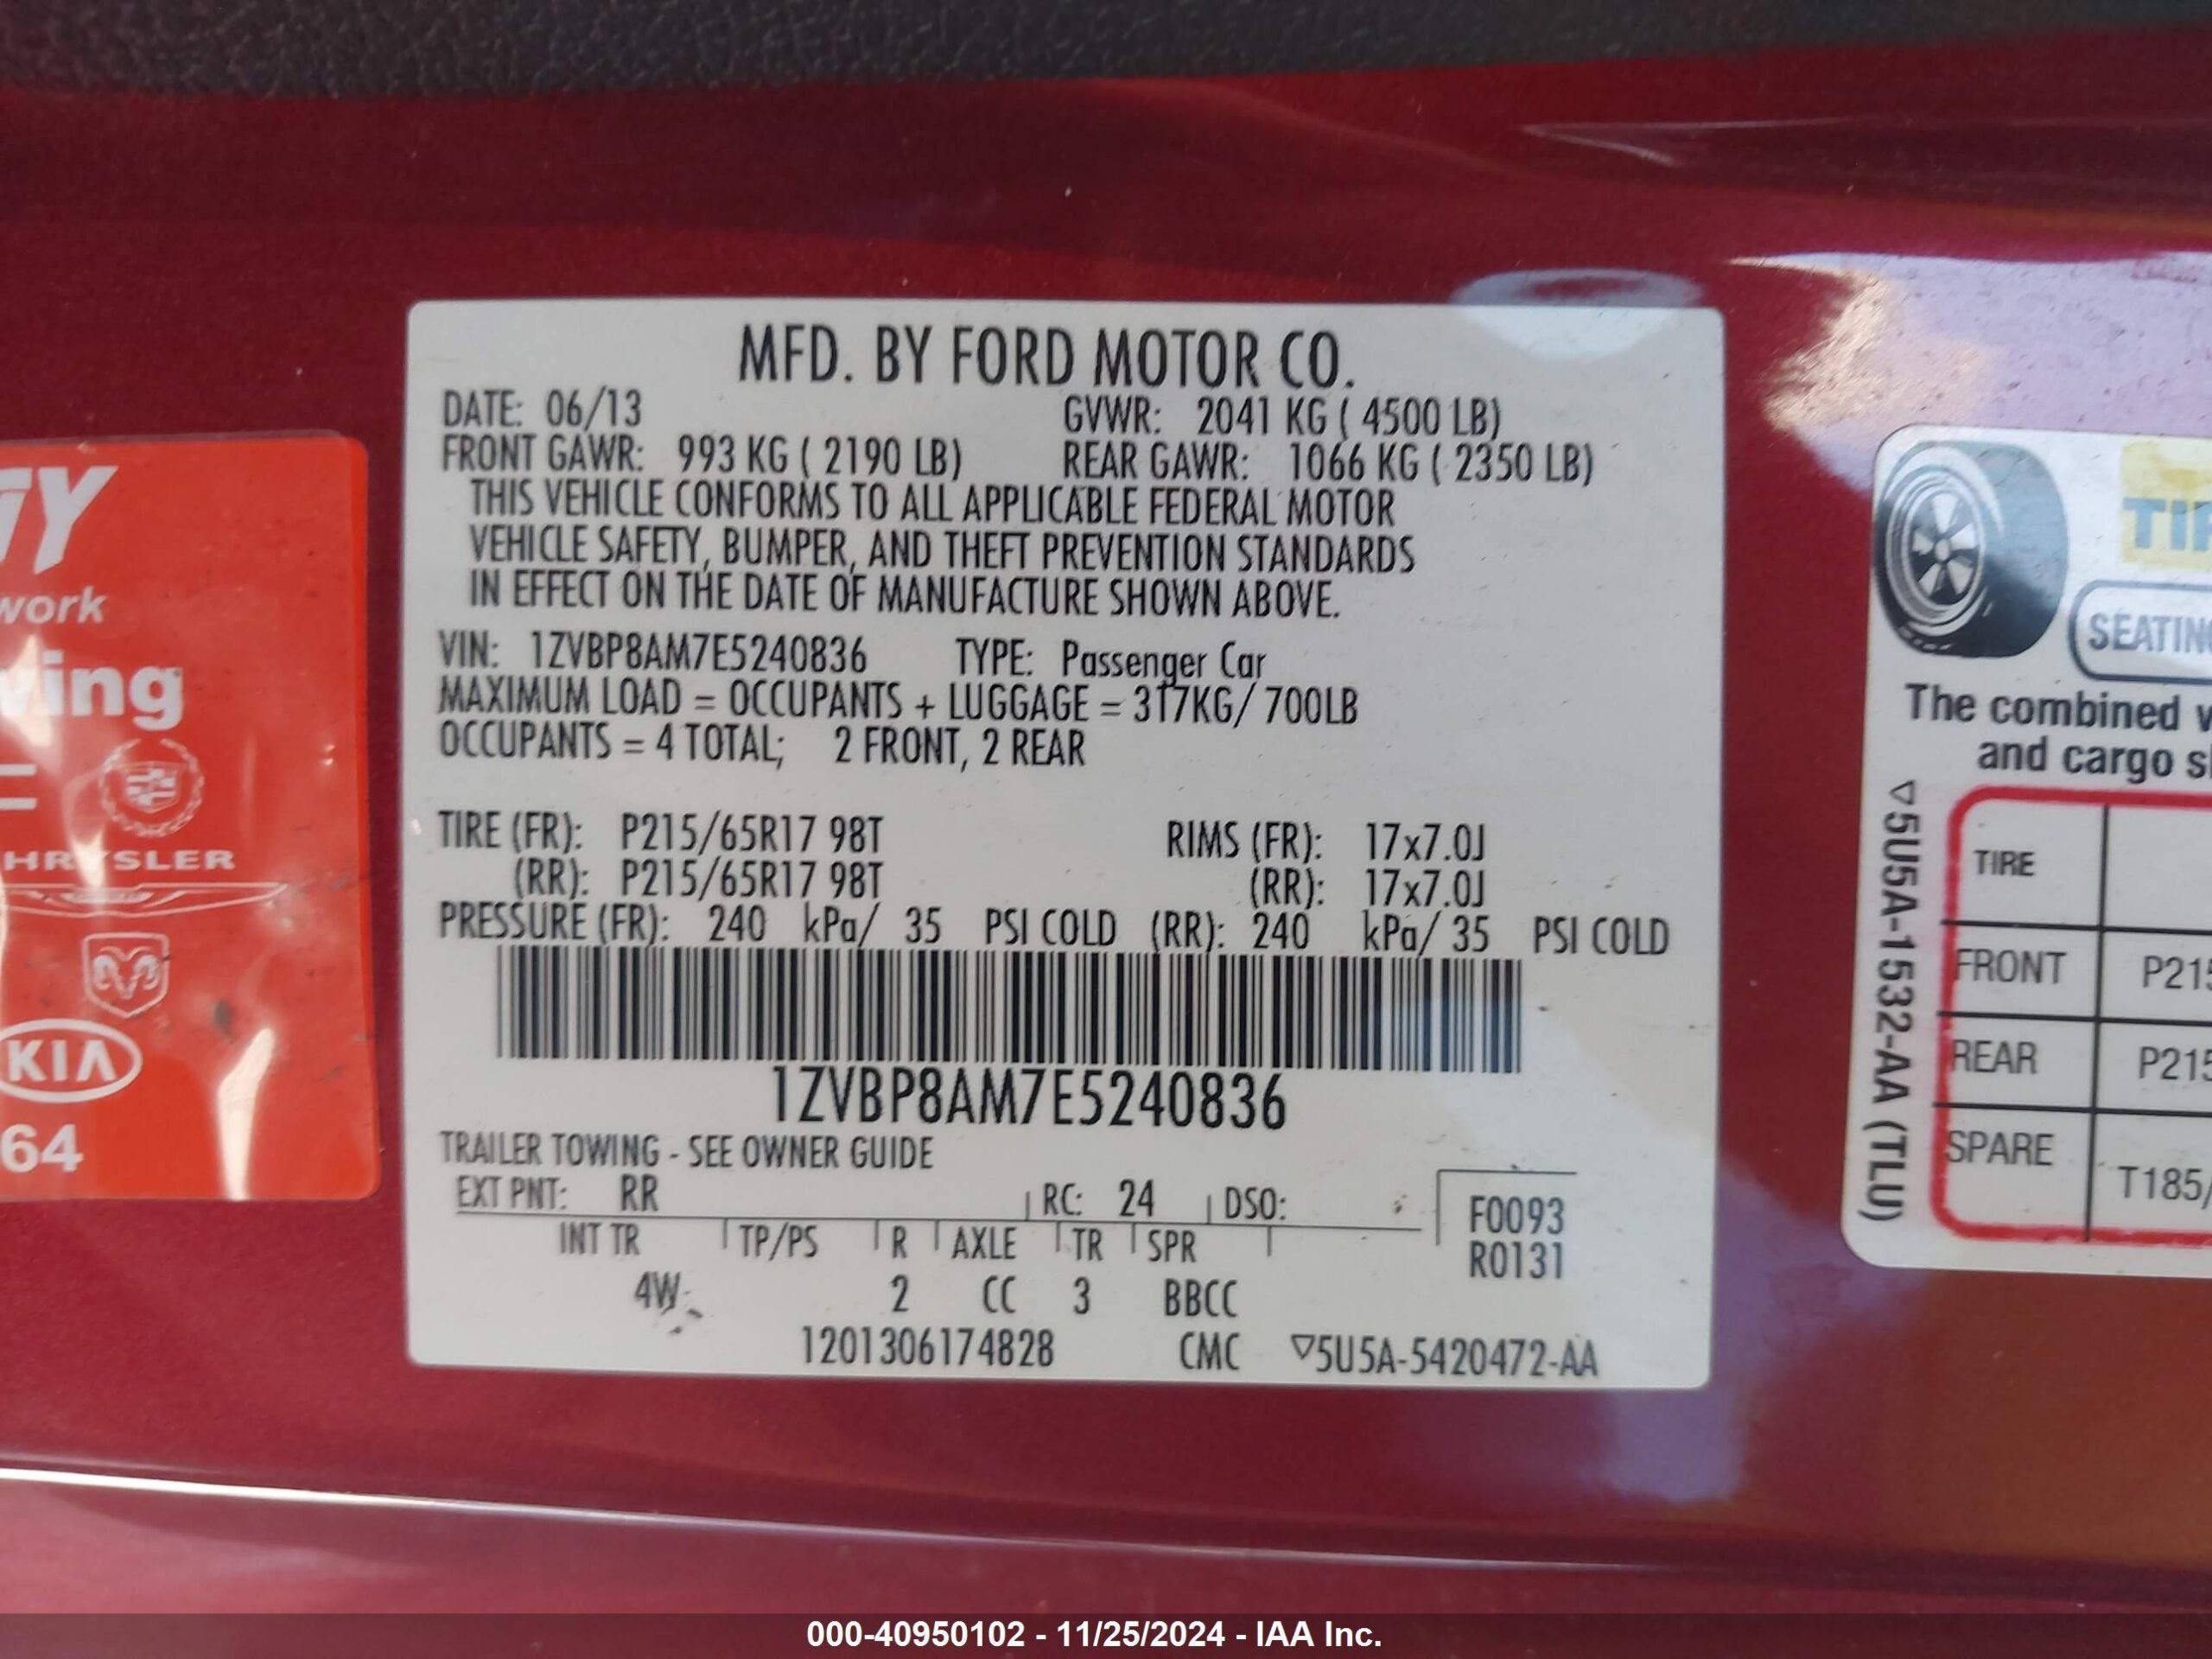 MFD. BY FORD MOTOR CO.
DATE: 06/13 GVWR: 2041 KG ( 4500 LB)
FRONT GAWR: 993 KG ( 2190 LB) REAR GAWR: 1066 KG ( 2350 LB)
THIS VEHICLE CONFORMS TO ALL APPLICABLE FEDERAL MOTOR
VEHICLE SAFETY, BUMPER, AND THEFT PREVENTION STANDARDS
IN EFFECT ON THE DATE OF MANUFACTURE SHOWN ABOVE.
VIN: 1ZVBP8AM7E5240836 TYPE: Passenger Car
MAXIMUM LOAD = OCCUPANTS + LUGGAGE = 317KG/ 700LB
OCCUPANTS = 4 TOTAL; 2 FRONT, 2 REAR
TIRE (FR): P215/65R17 98T RIMS (FR): 17x7.0J
(RR): P215/65R17 98T (RR): 17x7.0J
PRESSURE (FR): 240 kPa/ 35 PSI COLD (RR): 240 kPa/ 35 PSI COLD
1ZVBP8AM7E5240836
TRAILER TOWING - SEE OWNER GUIDE
EXT PNT: RR RC: 24 DSO: F0093
INT TR TP/PS R AXLE TR SPR R0131
4W 2 CC 3 BBCC
1201306174828 CMC ▽5U5A-5420472-AA
work
ing
HRYSLER
KIA
64
TI
SEATING
The combined
and cargo
▽5U5A-1532-AA (TLU)
TIRE
FRONT P215
REAR P215
SPARE T185/
000-40950102 - 11/25/2024 - IAA Inc.